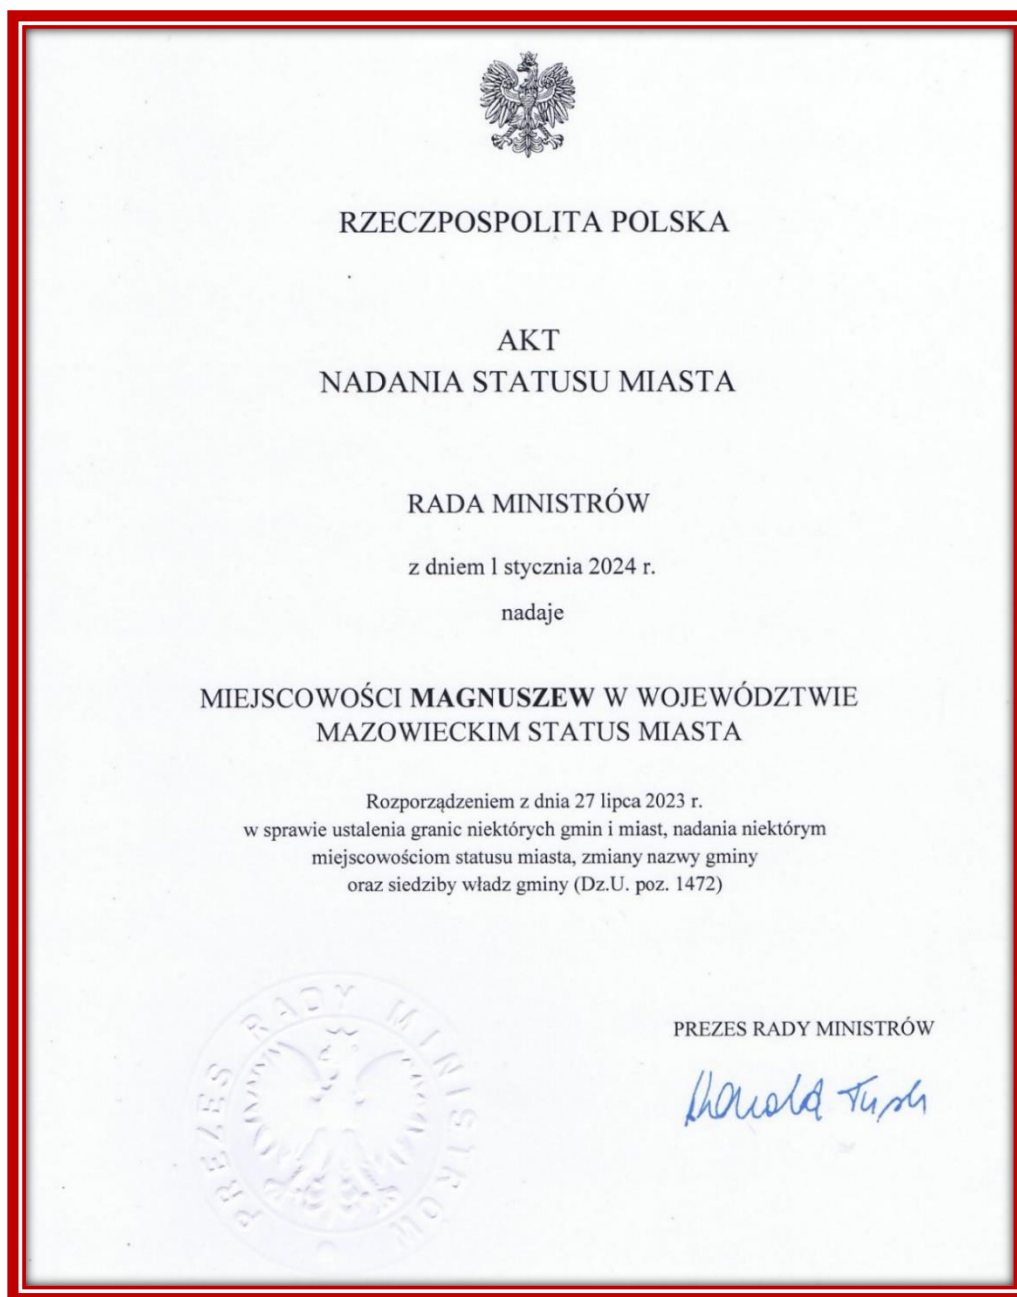 RZECZPOSPOLITA POLSKA
AKT
NADANIA STATUSU MIASTA
RADA MINISTRÓW
z dniem l stycznia 2024 r.
nadaje
MIEJSCOWOŚCI MAGNUSZEW W WOJEWÓDZTWIE
MAZOWIECKIM STATUS MIASTA
Rozporządzeniem z dnia 27 lipca 2023 r.
w sprawie ustalenia granic niektórych gmin i miast, nadania niektórym
miejscowościom statusu miasta, zmiany nazwy gminy
oraz siedziby władz gminy (Dz.U. poz. 1472)
PREZES RADY MINISTRÓW
PREZES RADY MINISTRÓW
Donald Tusk